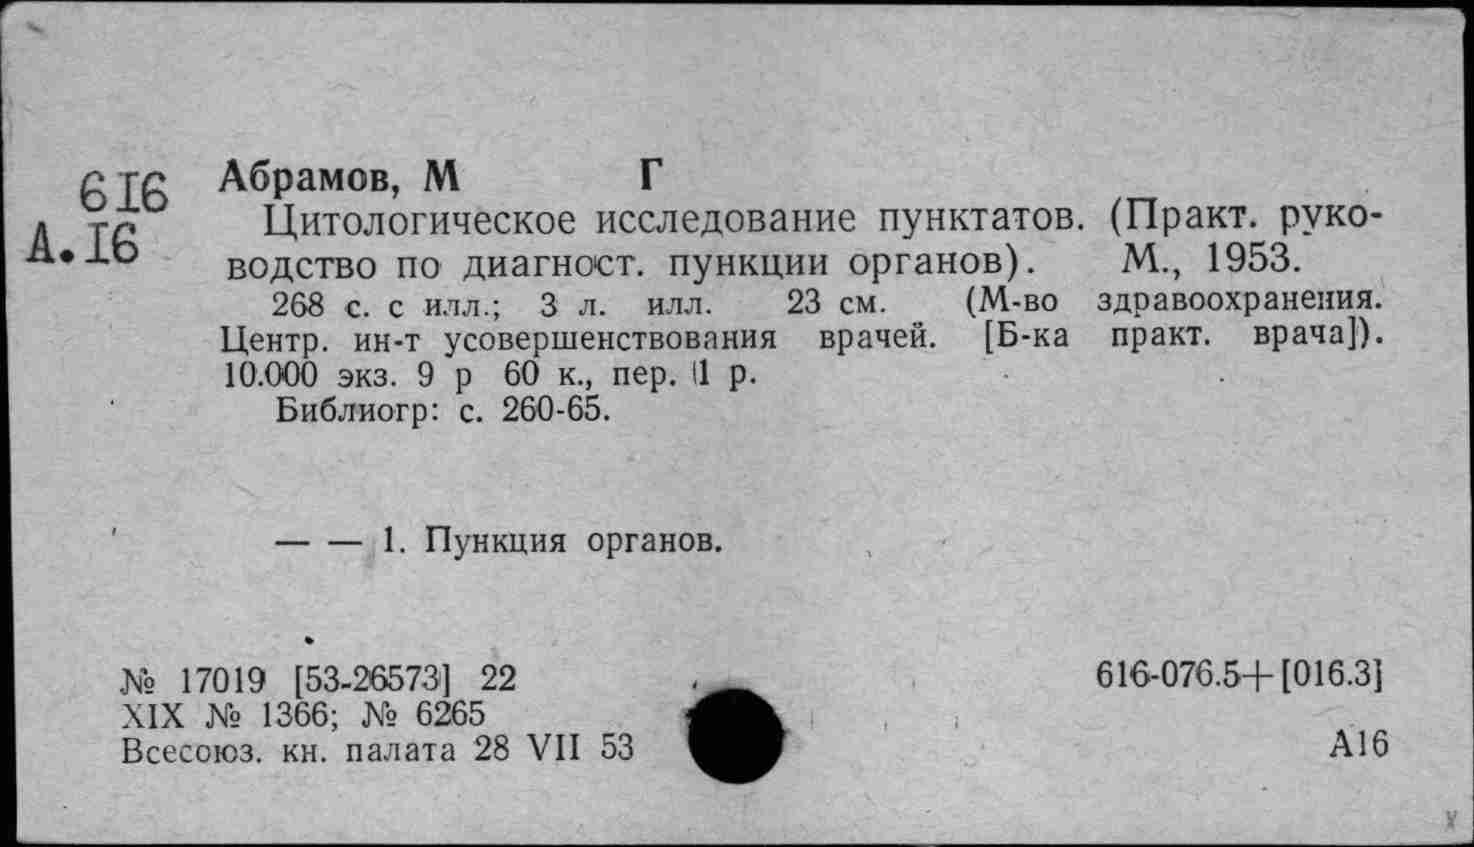 616
А.16
Абрамов, М Г
Цитологическое исследование пунктатов. (Практ. руко-
водство по диагност. пункции органов). М., 1953.
268 с. с илл.; 3 л. илл. 23 см. (М-во здравоохранения.
Центр. ин-т усовершенствования врачей. [Б-ка практ. врача]).
10.000 экз. 9 р 60 к., пер. 1 р.
Библиогр: с. 260-65.
— — 1. Пункция органов.
№ 17019 [53-26573] 22
XIX № 1366; № 6265
Всесоюз. кн. палата 28 VII 53
616-076.5+[016.3]
А16